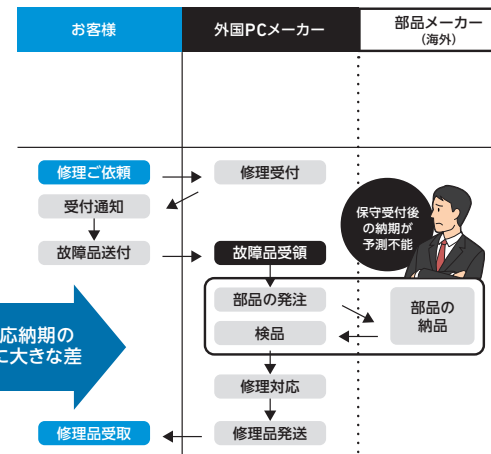 お客様
外国PCメーカー
部品メーカー
(海外)
修理ご依頼
修理受付
受付通知
保守受付後
の納期が
予測不能
故障品送付
故障品受領
部品の発注
部品の
納品
検品
応納期の
に大きな差
修理対応
修理品受取
修理品発送